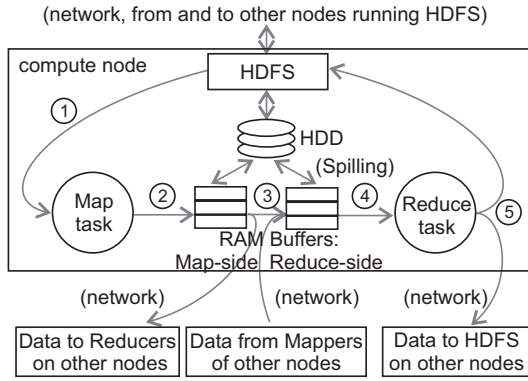 (network, from and to other nodes running HDFS)
compute node
HDFS
1
HDD
(Spilling)
Map
task
2
3
4
Reduce
task
5
RAM Buffers:
Map-side Reduce-side
(network)
(network)
(network)
Data to Reducers
on other nodes
Data from Mappers
of other nodes
Data to HDFS
on other nodes